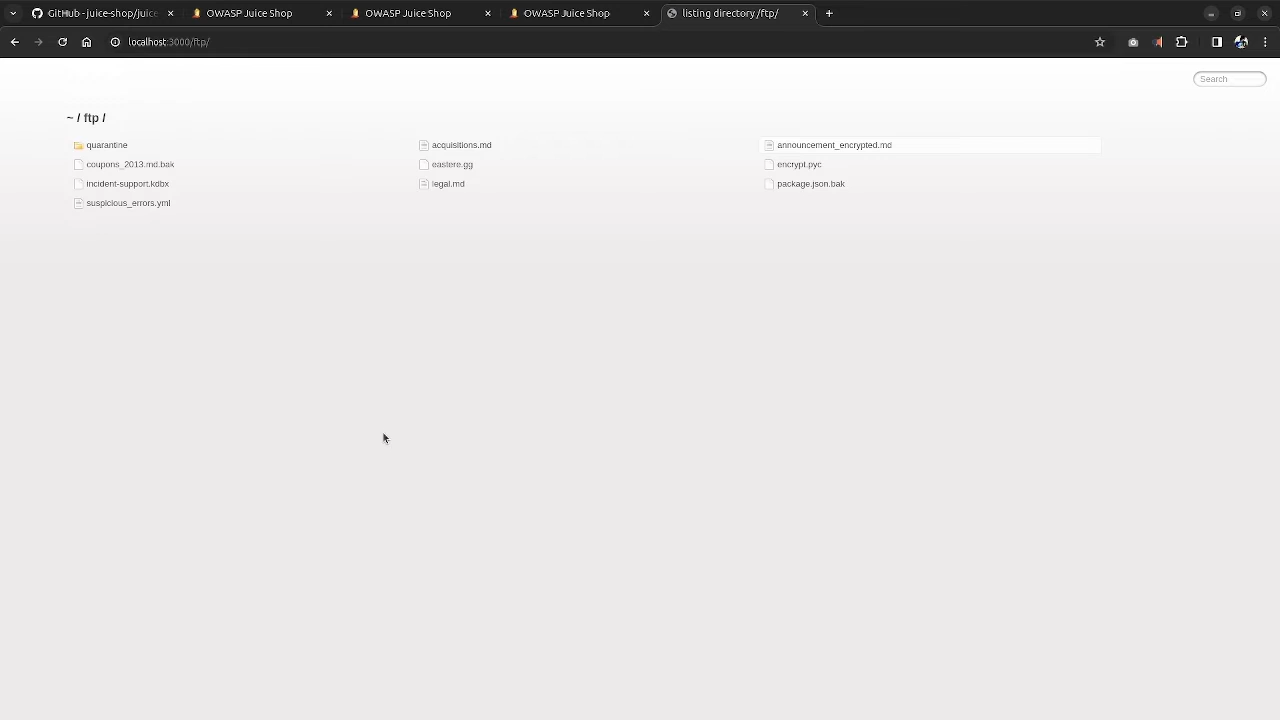 GitHub - juice-shop/juice
OWASP Juice Shop
OWASP Juice Shop
OWASP Juice Shop
listing directory /ftp/
localhost:3000/ftp/
Search
~ / ftp /
quarantine
acquisitions.md
announcement_encrypted.md
coupons_2013.md.bak
eastere.gg
encrypt.pyc
incident-support.kdbx
legal.md
package.json.bak
suspicious_errors.yml